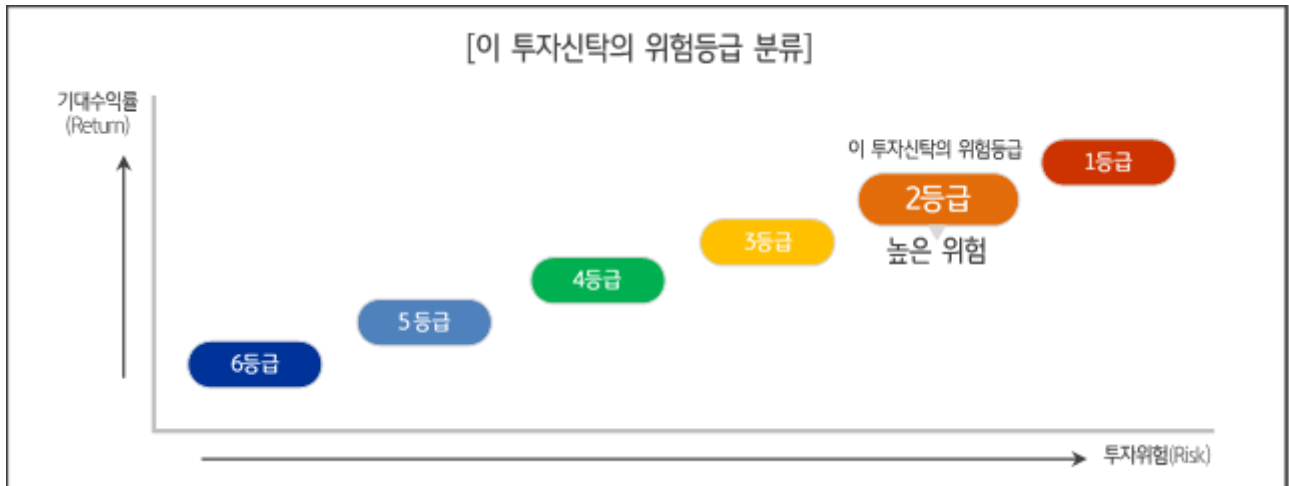 [이 투자신탁의 위험등급 분류]
기대수익률
(Return)
이 투자신탁의 위험등급
1등급
2등급
높은 위험
3등급
4등급
5등급
6등급
투자위험(Risk)